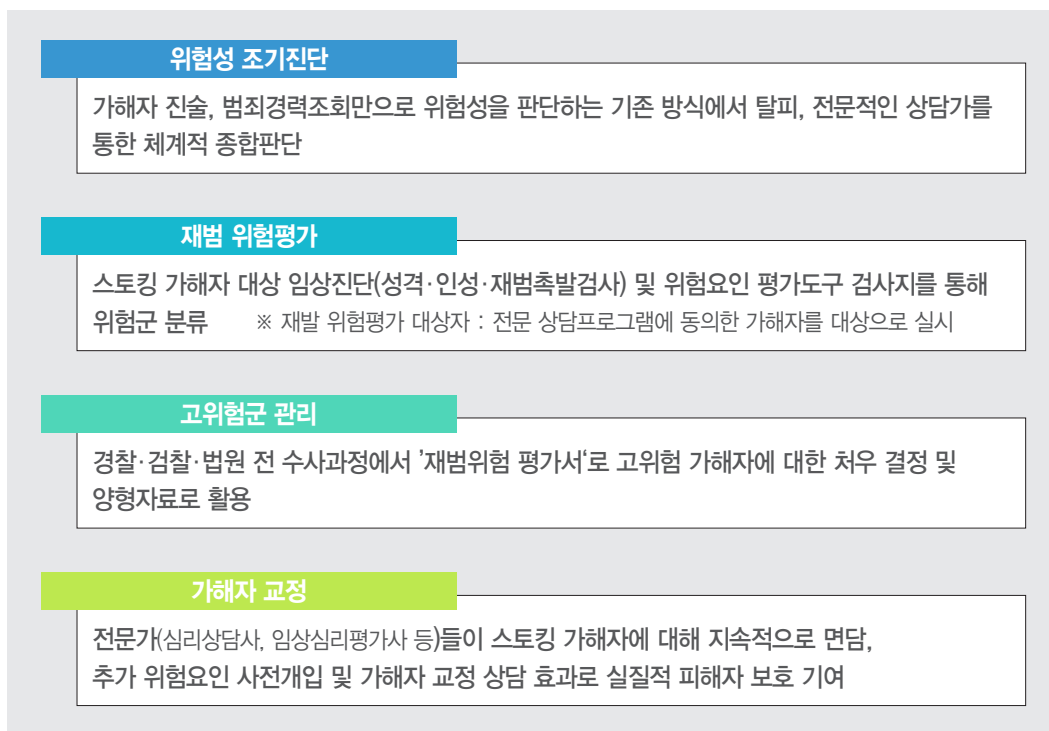 위험성 조기진단
가해자 진술, 범죄경력조회만으로 위험성을 판단하는 기존 방식에서 탈피, 전문적인 상담가를
통한 체계적 종합판단
재범 위험평가
스토킹 가해자 대상 임상진단(성격·인성·재범촉발검사) 및 위험요인 평가도구 검사지를 통해
위험군 분류 ※ 재발 위험평가 대상자 : 전문 상담프로그램에 동의한 가해자를 대상으로 실시
고위험군 관리
경찰·검찰·법원 전 수사과정에서 '재범위험 평가서'로 고위험 가해자에 대한 처우 결정 및
양형자료로 활용
가해자 교정
전문가(심리상담사, 임상심리평가사 등)들이 스토킹 가해자에 대해 지속적으로 면담,
추가 위험요인 사전개입 및 가해자 교정 상담 효과로 실질적 피해자 보호 기여